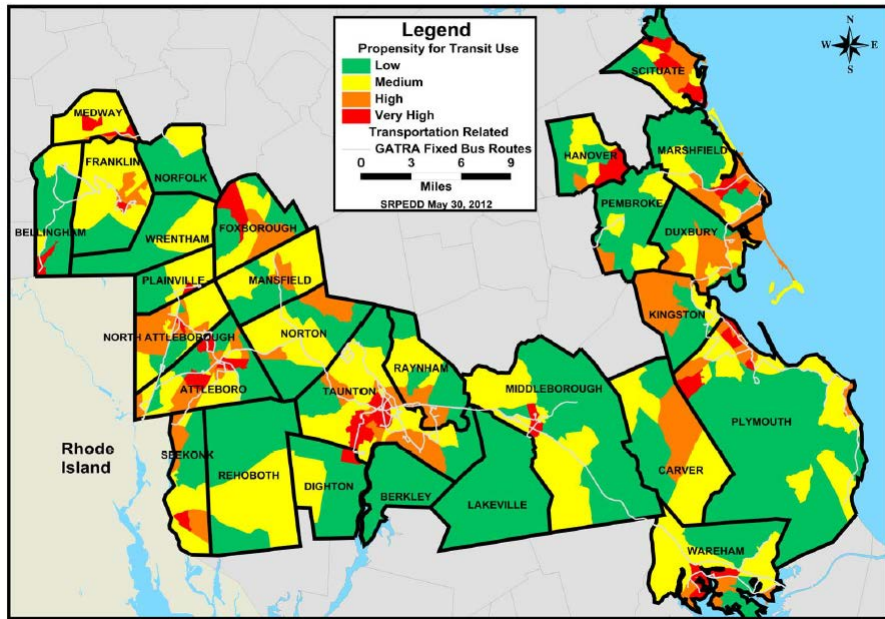 Legend
Propensity for Transit Use
Low
Medium
High
Very High
Transportation Related
GATRA Fixed Bus Routes
0 3 6 9
Miles
SRPEDD May 30, 2012
N
W E
S
SCITUATE
MEDWAY
FRANKLIN
NORFOLK
HANOVER
MARSHFIELD
PEMBROKE
BELLINGHAM
WRENTHAM
FOXBOROUGH
DUXBURY
PLAINVILLE
MANSFIELD
KINGSTON
NORTH ATTLEBOROUGH
NORTON
RAYNHAM
ATTLEBORO
TAUNTON
MIDDLEBOROUGH
PLYMOUTH
Rhode
Island
SEEKONK
REHOBOTH
DIGHTON
BERKLEY
LAKEVILLE
CARVER
WAREHAM